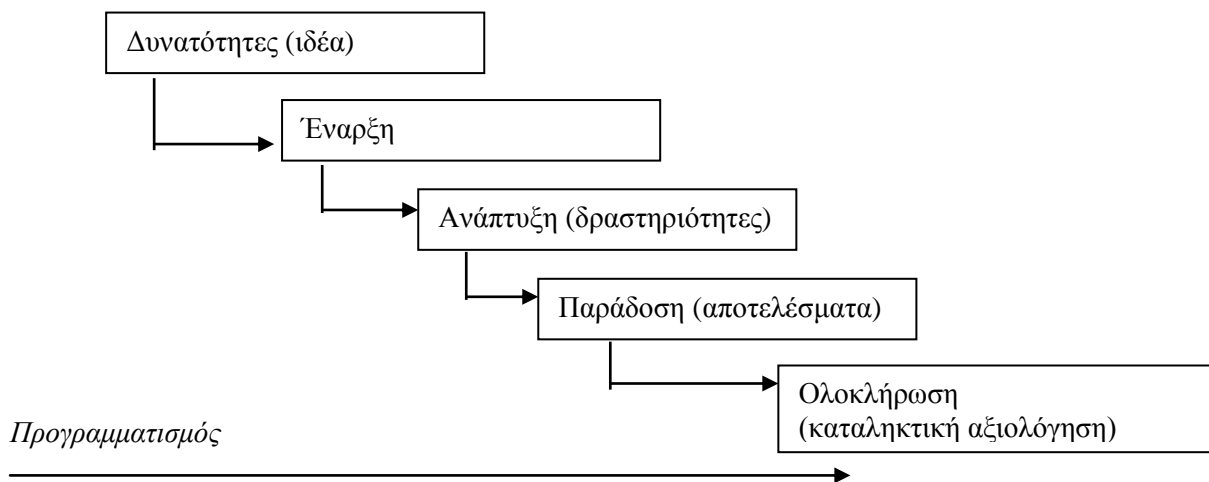 Δυνατότητες (ιδέα)
Έναρξη
Ανάπτυξη (δραστηριότητες)
Παράδοση (αποτελέσματα)
Ολοκλήρωση
(καταληκτική αξιολόγηση)
Προγραμματισμός